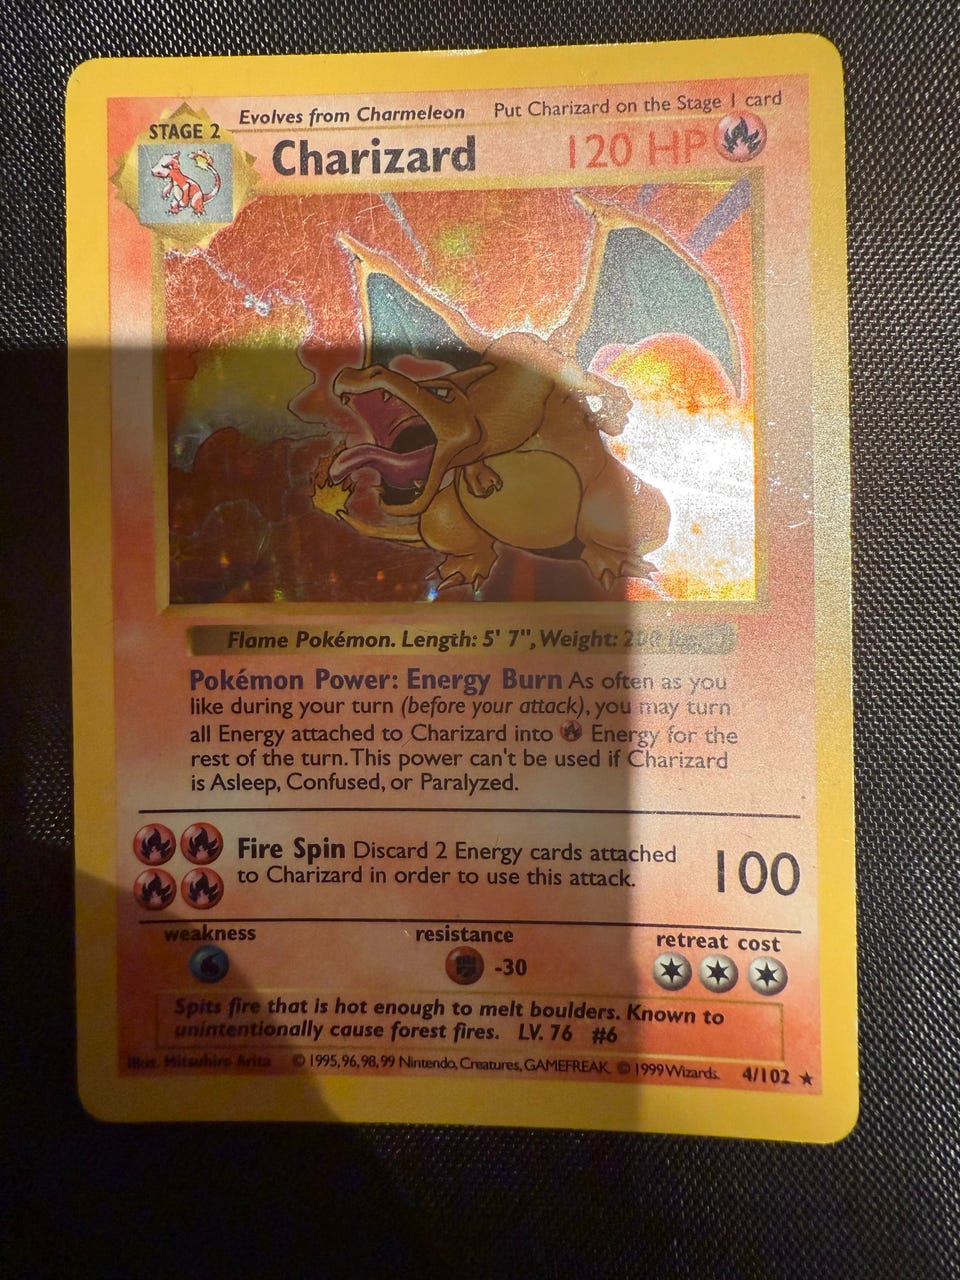 Evolves from Charmeleon Put Charizard on the Stage 1 card
STAGE 2
Charizard 120 HP
Flame Pokémon. Length: 5' 7", Weight: 200
Pokémon Power: Energy Burn As often as you
like during your turn (before your attack), you may turn
all Energy attached to Charizard into Energy for the
rest of the turn. This power can't be used if Charizard
is Asleep, Confused, or Paralyzed.
Fire Spin Discard 2 Energy cards attached
to Charizard in order to use this attack.
100
weakness resistance retreat cost
-30
Spits fire that is hot enough to melt boulders. Known to
unintentionally cause forest fires. LV. 76 #6
Illus. Mitsuhiro Arita © 1995, 96, 98, 99 Nintendo, Creatures, GAMEFREAK. © 1999 Wizards. 4/102 ★